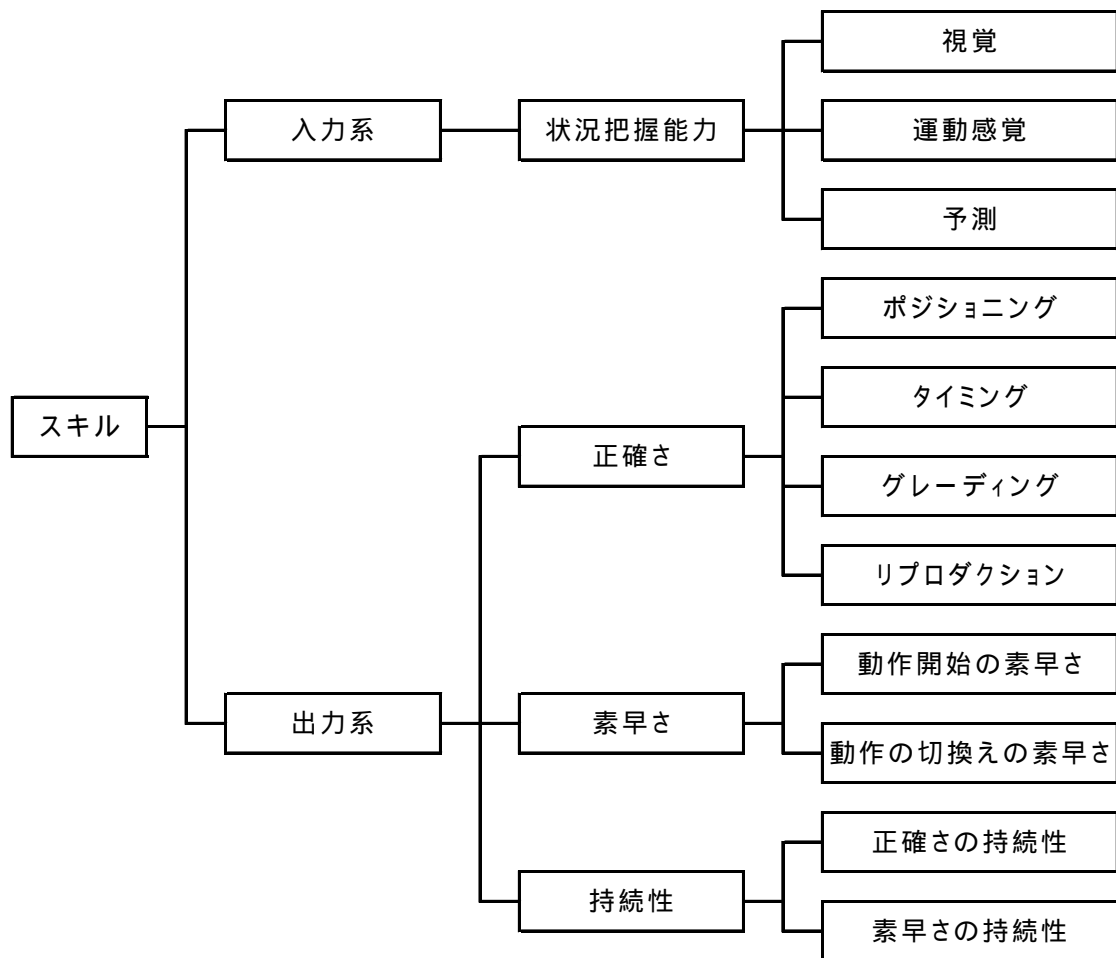 スキル
入力系
状況把握能力
視覚
運動感覚
予測
出力系
正確さ
ポジショニング
タイミング
グレーディング
リプロダクション
素早さ
動作開始の素早さ
動作の切換えの素早さ
持続性
正確さの持続性
素早さの持続性